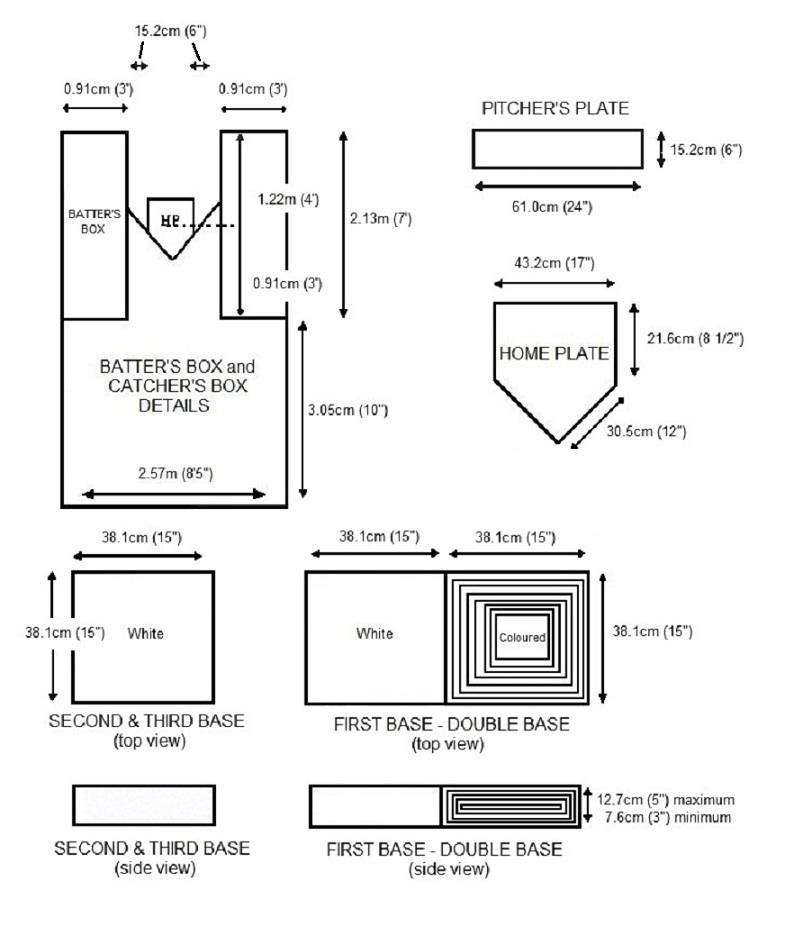 15.2cm (6")
0.91cm (3')
0.91cm (3')
PITCHER'S PLATE
15.2cm (6")
61.0cm (24")
BATTER'S
BOX
HP
1.22m (4')
2.13m (7')
0.91cm (3')
43.2cm (17")
HOME PLATE
21.6cm (8 1/2")
30.5cm (12")
BATTER'S BOX and
CATCHER'S BOX
DETAILS
3.05cm (10")
2.57m (8'5")
38.1cm (15")
38.1cm (15")
White
SECOND & THIRD BASE
(top view)
38.1cm (15")
38.1cm (15")
White
Coloured
38.1cm (15")
FIRST BASE - DOUBLE BASE
(top view)
SECOND & THIRD BASE
(side view)
12.7cm (5") maximum
7.6cm (3") minimum
FIRST BASE - DOUBLE BASE
(side view)